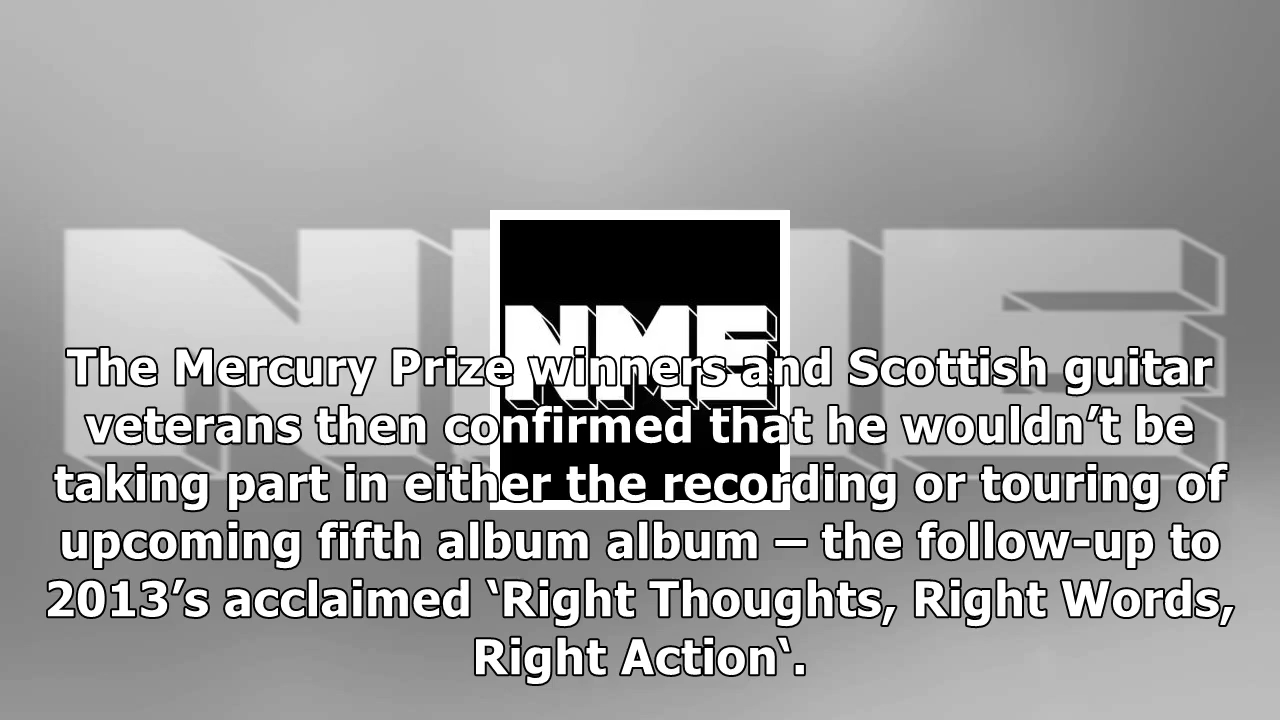 NME
NME
The Mercury Prize winners and Scottish guitar
veterans then confirmed that he wouldn’t be
taking part in either the recording or touring of
upcoming fifth album album – the follow-up to
2013’s acclaimed ‘Right Thoughts, Right Words,
Right Action‘.